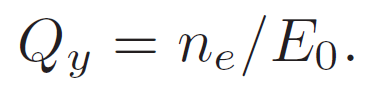 Q_y = n_e/E_0.